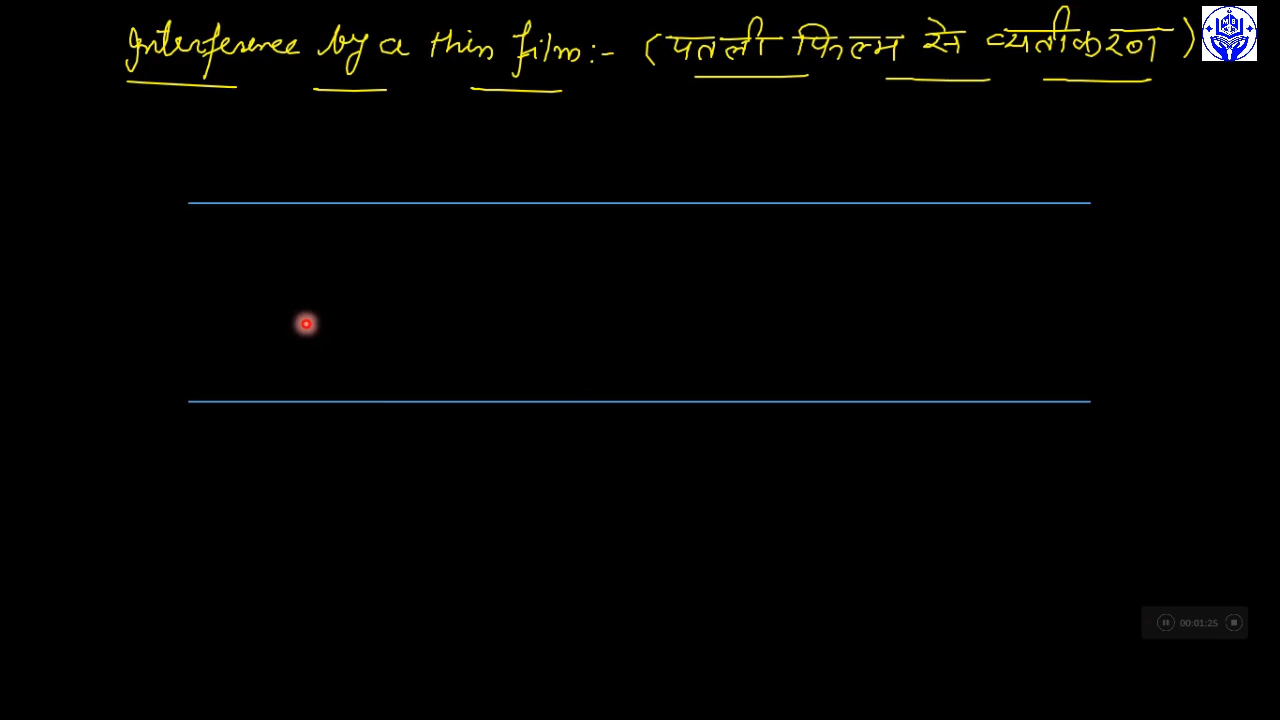 Interference by a thin film:- (पतली फिल्म से व्यतीकरण)
00:01:25